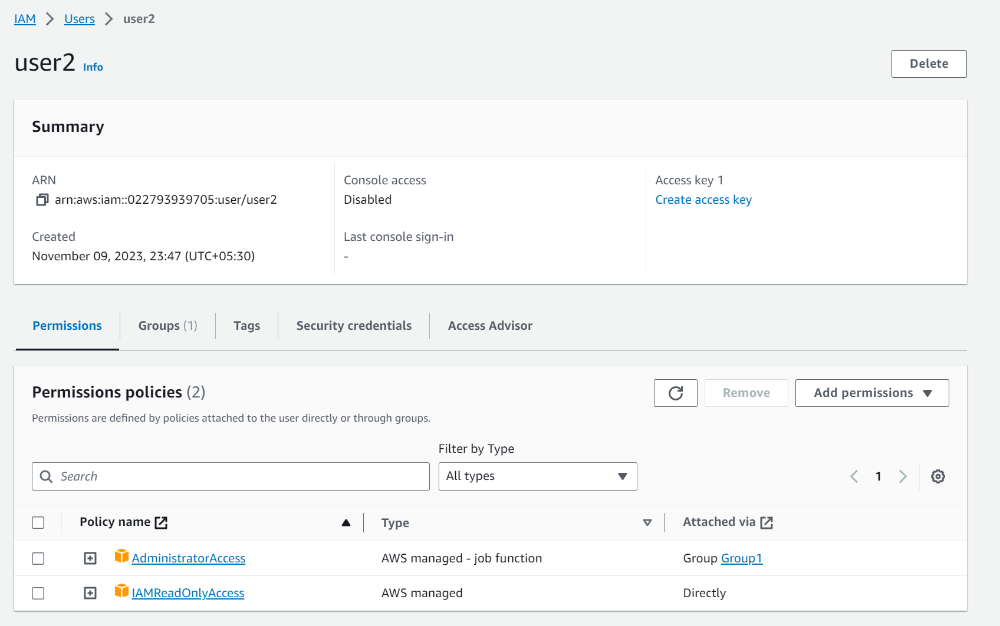 IAM > Users > user2
user2 Info
Delete
Summary
ARN
arn:aws:iam::022793939705:user/user2
Created
November 09, 2023, 23:47 (UTC+05:30)
Console access
Disabled
Last console sign-in
-
Access key 1
Create access key
Permissions Groups (1) Tags Security credentials Access Advisor
Permissions policies (2)
Remove Add permissions
Permissions are defined by policies attached to the user directly or through groups.
Filter by Type
Search All types 1
Policy name Type Attached via
AdministratorAccess AWS managed - job function Group Group1
IAMReadOnlyAccess AWS managed Directly